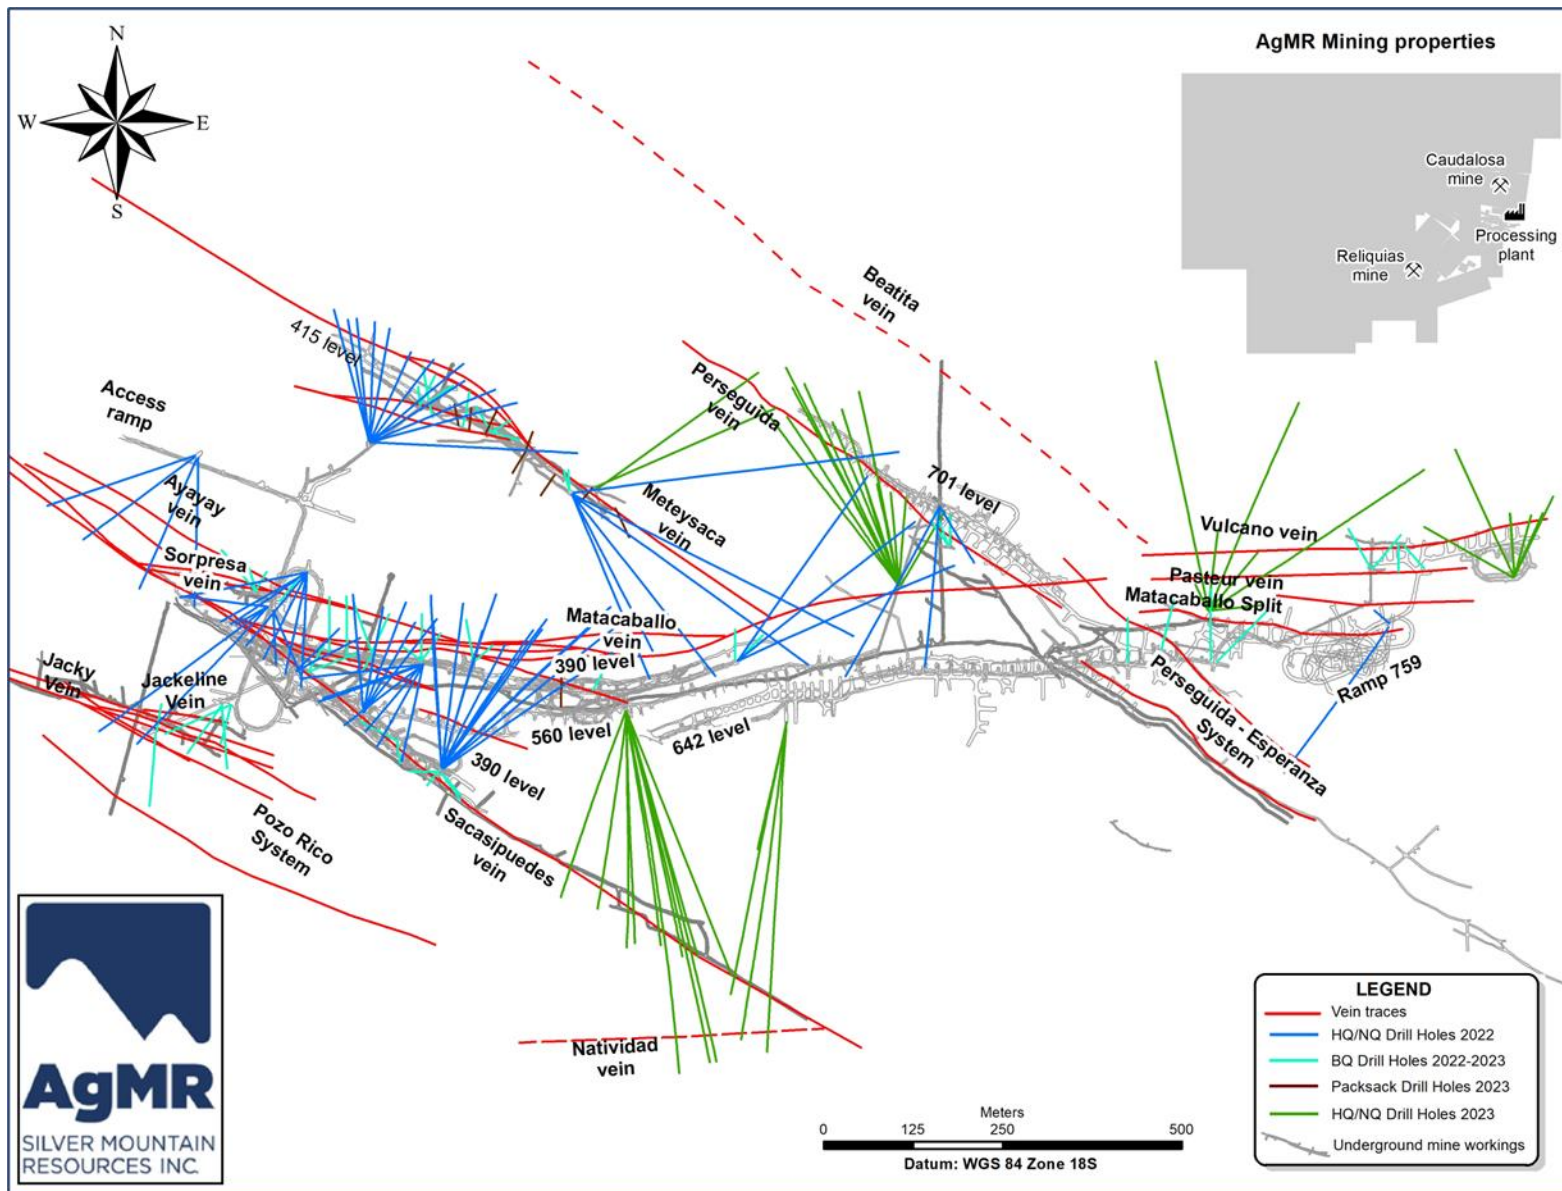 AgMR Mining properties
N
W
E
S
Caudalosa
mine
Processing
plant
Reliquias
mine
Beatita
vein
415 level
Perseguida
vein
Access
ramp
701 level
Ayayay
vein
Meteysaca
vein
Vulcano vein
Sorpresa
vein
Pasteur vein
Matacaballo Split
Matacaballo
vein
390 level
Jacky
Vein
Jackeline
Vein
Ramp 759
Perseguida - Esperanza
System
560 level
642 level
390 level
Sacasipuedes
vein
Pozo Rico
System
Natividad
vein
AgMR
SILVER MOUNTAIN
RESOURCES INC.
Meters
0 125 250 500
Datum: WGS 84 Zone 18S
LEGEND
Vein traces
HQ/NQ Drill Holes 2022
BQ Drill Holes 2022-2023
Packsack Drill Holes 2023
HQ/NQ Drill Holes 2023
Underground mine workings